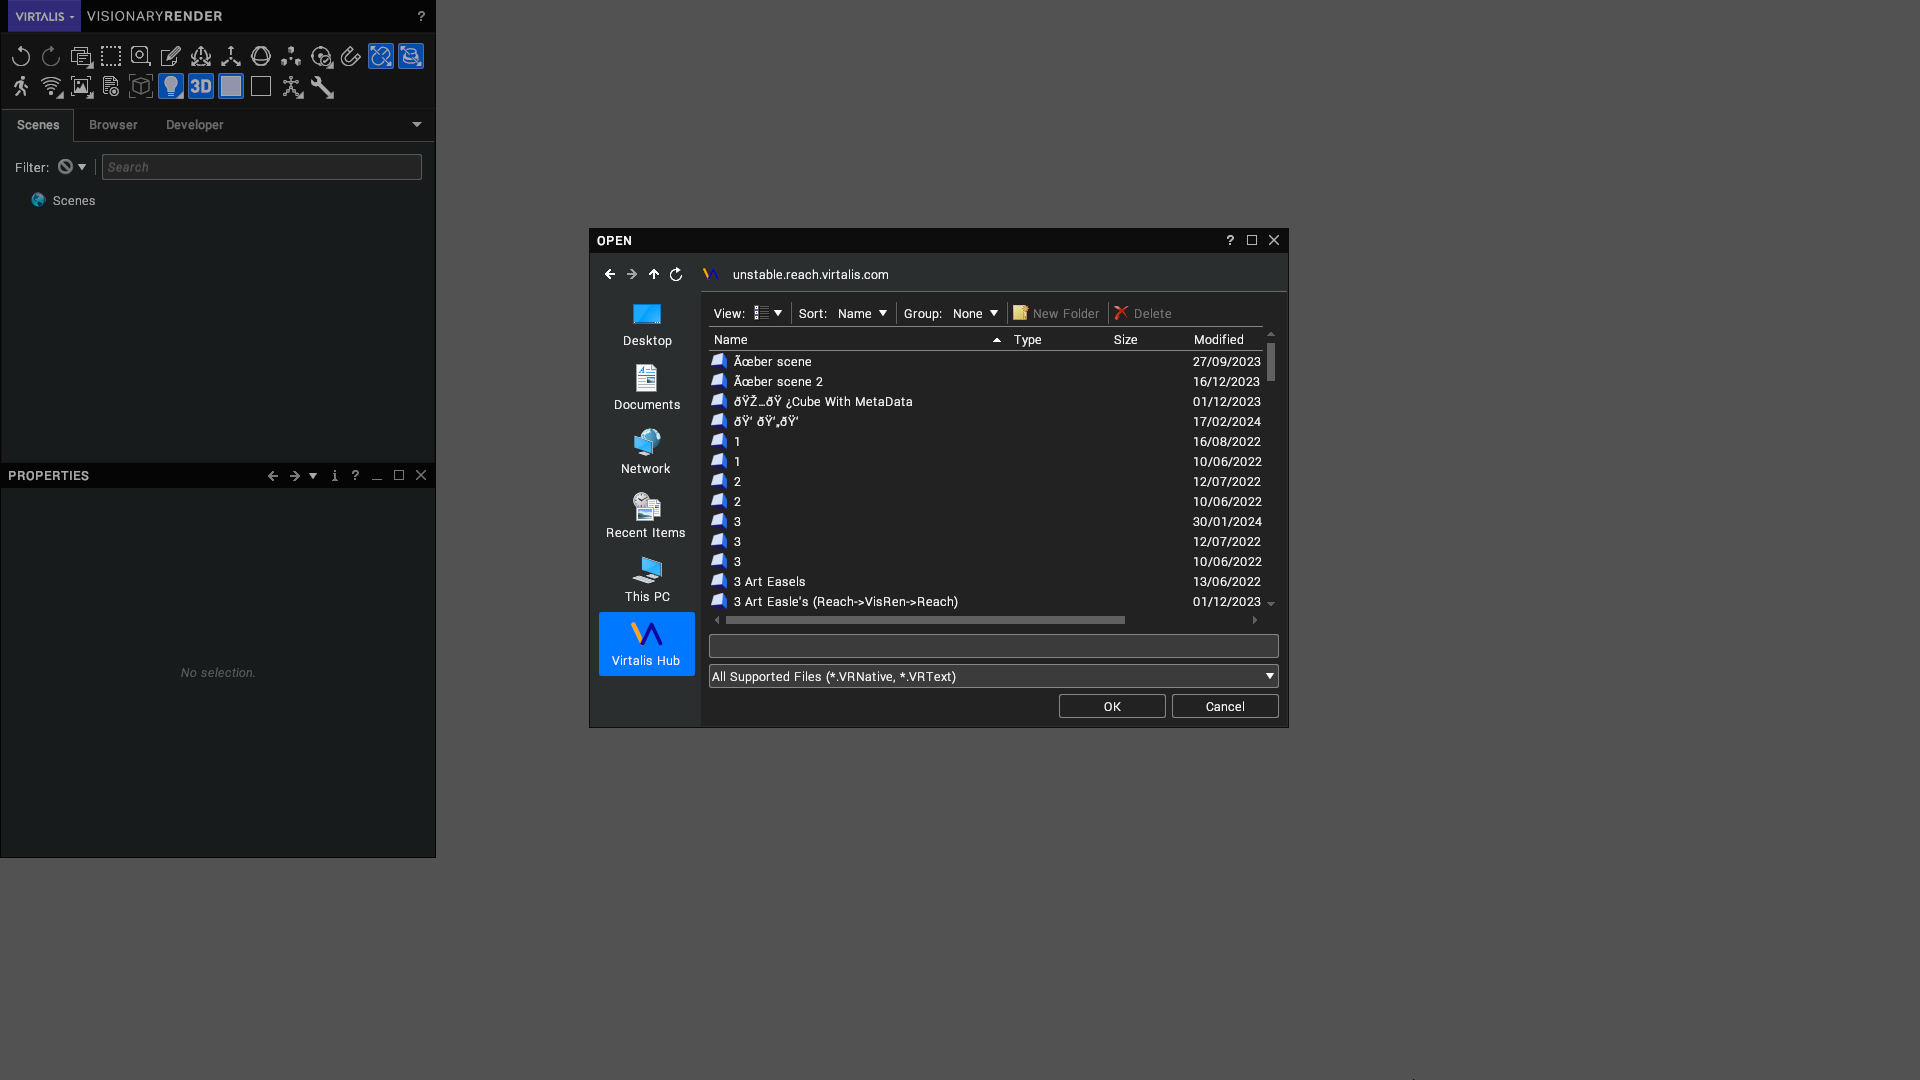 VIRTALIS
VISIONARYRENDER
?
3D
Scenes
Browser
Developer
Filter:
Search
Scenes
PROPERTIES
i
?
No selection.
OPEN
?
unstable.reach.virtalis.com
Desktop
Documents
Network
Recent Items
This PC
Virtalis Hub
View:
Sort: Name
Group: None
New Folder
Delete
Name Type Size Modified
Ãœber scene 27/09/2023
Ãœber scene 2 16/12/2023
ðŸŽ…ðŸ ¿Cube With MetaData 01/12/2023
ðŸ‘ ðŸ‘„ðŸ‘ 17/02/2024
1 16/08/2022
1 10/06/2022
2 12/07/2022
2 10/06/2022
3 30/01/2024
3 12/07/2022
3 10/06/2022
3 Art Easels 13/06/2022
3 Art Easle's (Reach->VisRen->Reach) 01/12/2023
All Supported Files (*.VRNative, *.VRText)
OK
Cancel